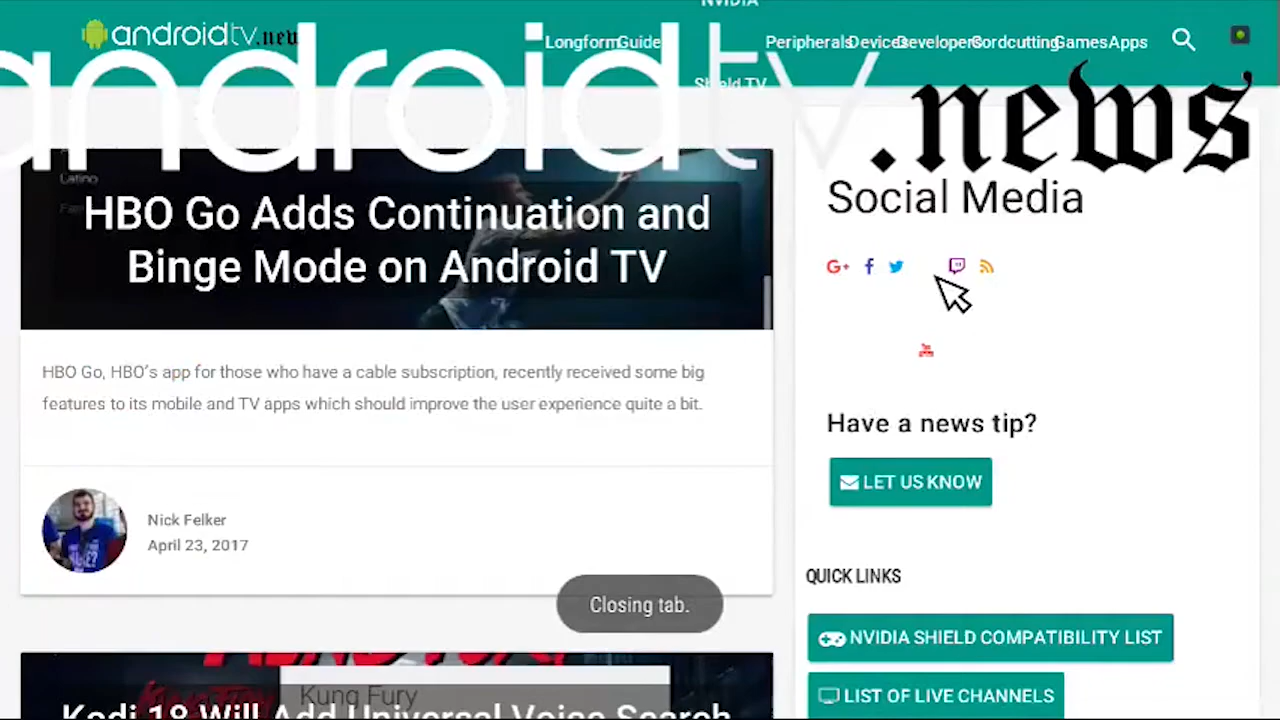 NVIDIA
androidtv.news
Longform Guide Peripherals Devices Developers Cordcutting Games Apps
Shield TV
androidtv.news
Latino
HBO Go Adds Continuation and
Binge Mode on Android TV
HBO Go, HBO's app for those who have a cable subscription, recently received some big
features to its mobile and TV apps which should improve the user experience quite a bit.
Nick Felker
April 23, 2017
Closing tab.
Kung Fury
Kodi 18 Will Add Universal Voice Search
Social Media
G+
Have a news tip?
LET US KNOW
QUICK LINKS
NVIDIA SHIELD COMPATIBILITY LIST
LIST OF LIVE CHANNELS